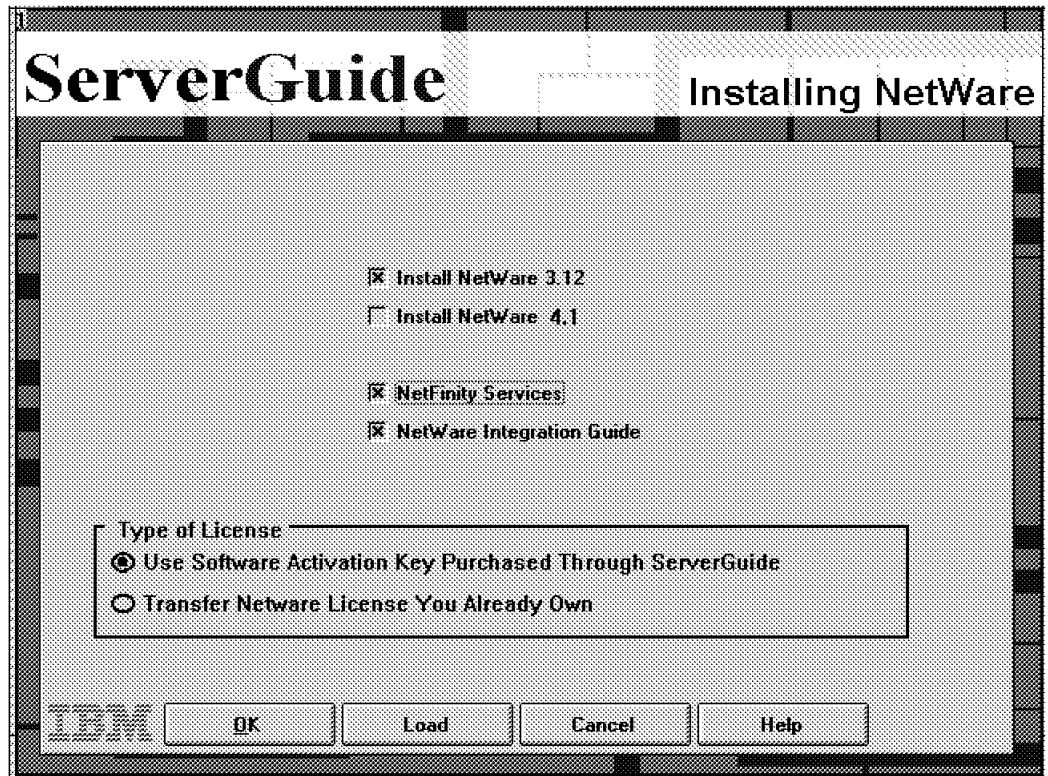 ServerGuide
Installing NetWare
Install NetWare 3.12
Install NetWare 4.1
NetFinity Services
NetWare Integration Guide
Type of License
Use Software Activation Key Purchased Through ServerGuide
Transfer Netware License You Already Own
IBM
OK
Load
Cancel
Help